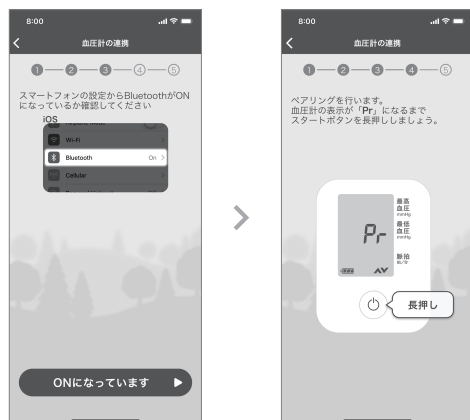 8:00
血圧計の連携
1 2 3 4 5
スマートフォンの設定からBluetoothがON
になっているか確認してください
iOS
Wi-Fi
Bluetooth On
Cellular
ONになっています
8:00
血圧計の連携
1 2 3 4 5
ペアリングを行います。
血圧計の表示が「Pr」になるまで
スタートボタンを長押ししましょう。
最高
血圧
mmHg
最低
血圧
mmHg
Pr
脈拍
拍/分
長押し